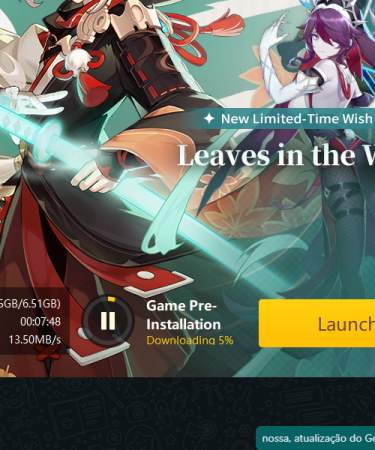 ✦ New Limited-Time Wish
Leaves in the W
5GB/6.51GB)
00:07:48
13.50MB/s
Game Pre-
Installation
Downloading 5%
Launch
nossa, atualização do Ge